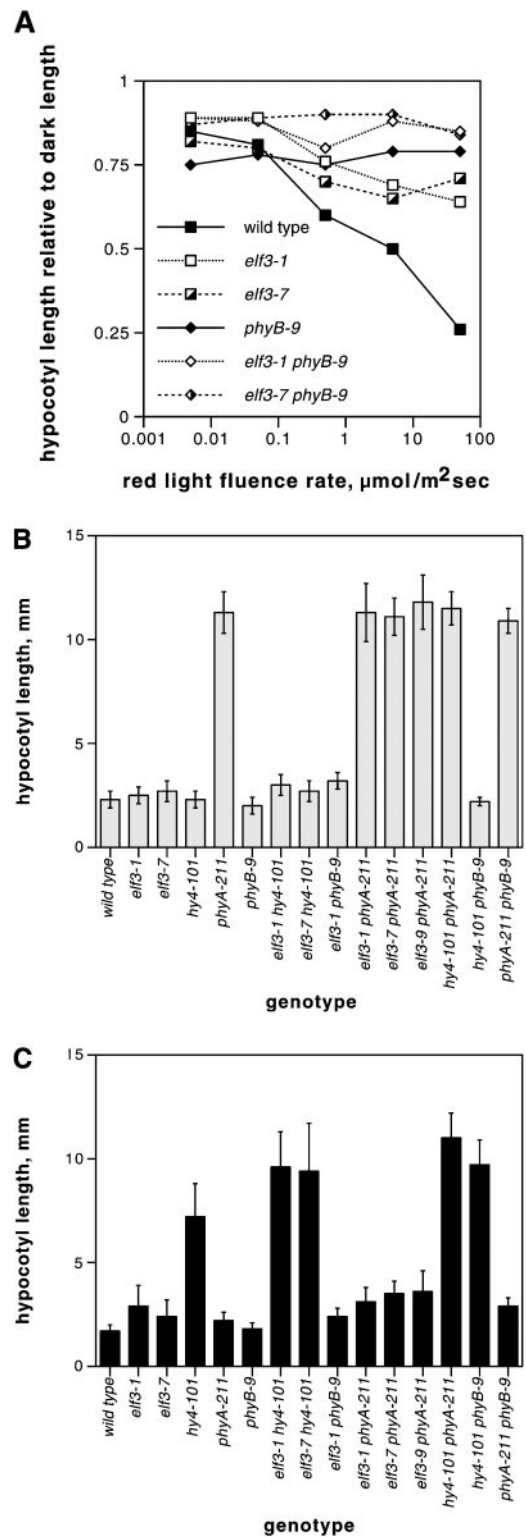 A
hypocotyl length relative to dark length
1
0.75
0.5
0.25
0
wild type
elf3-1
elf3-7
phyB-9
elf3-1 phyB-9
elf3-7 phyB-9
0.001 0.01 0.1 1 10 100
red light fluence rate, µmol/m²sec
B
hypocotyl length, mm
15
10
5
0
wild type
elf3-1
elf3-7
hy4-101
phyA-211
phyB-9
elf3-1 hy4-101
elf3-7 hy4-101
elf3-1 phyB-9
elf3-1 phyA-211
elf3-7 phyA-211
elf3-9 phyA-211
hy4-101 phyA-211
hy4-101 phyB-9
phyA-211 phyB-9
genotype
C
hypocotyl length, mm
15
10
5
0
wild type
elf3-1
elf3-7
hy4-101
phyA-211
phyB-9
elf3-1 hy4-101
elf3-7 hy4-101
elf3-1 phyB-9
elf3-1 phyA-211
elf3-7 phyA-211
elf3-9 phyA-211
hy4-101 phyA-211
hy4-101 phyB-9
phyA-211 phyB-9
genotype